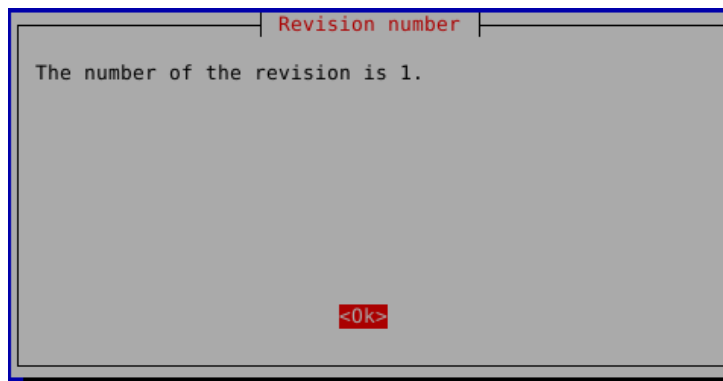 Revision number
The number of the revision is 1.
<Ok>